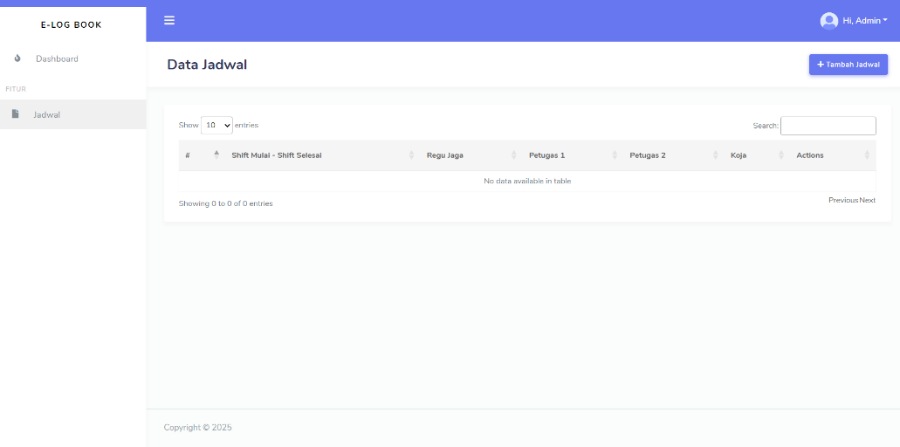 E-LOG BOOK
Hi, Admin
Dashboard
FITUR
Jadwal
Data Jadwal
+ Tambah Jadwal
Show 10 entries
Search:
# Shift Mulai - Shift Selesai Regu Jaga Petugas 1 Petugas 2 Koja Actions
No data available in table
Showing 0 to 0 of 0 entries
Previous Next
Copyright © 2025